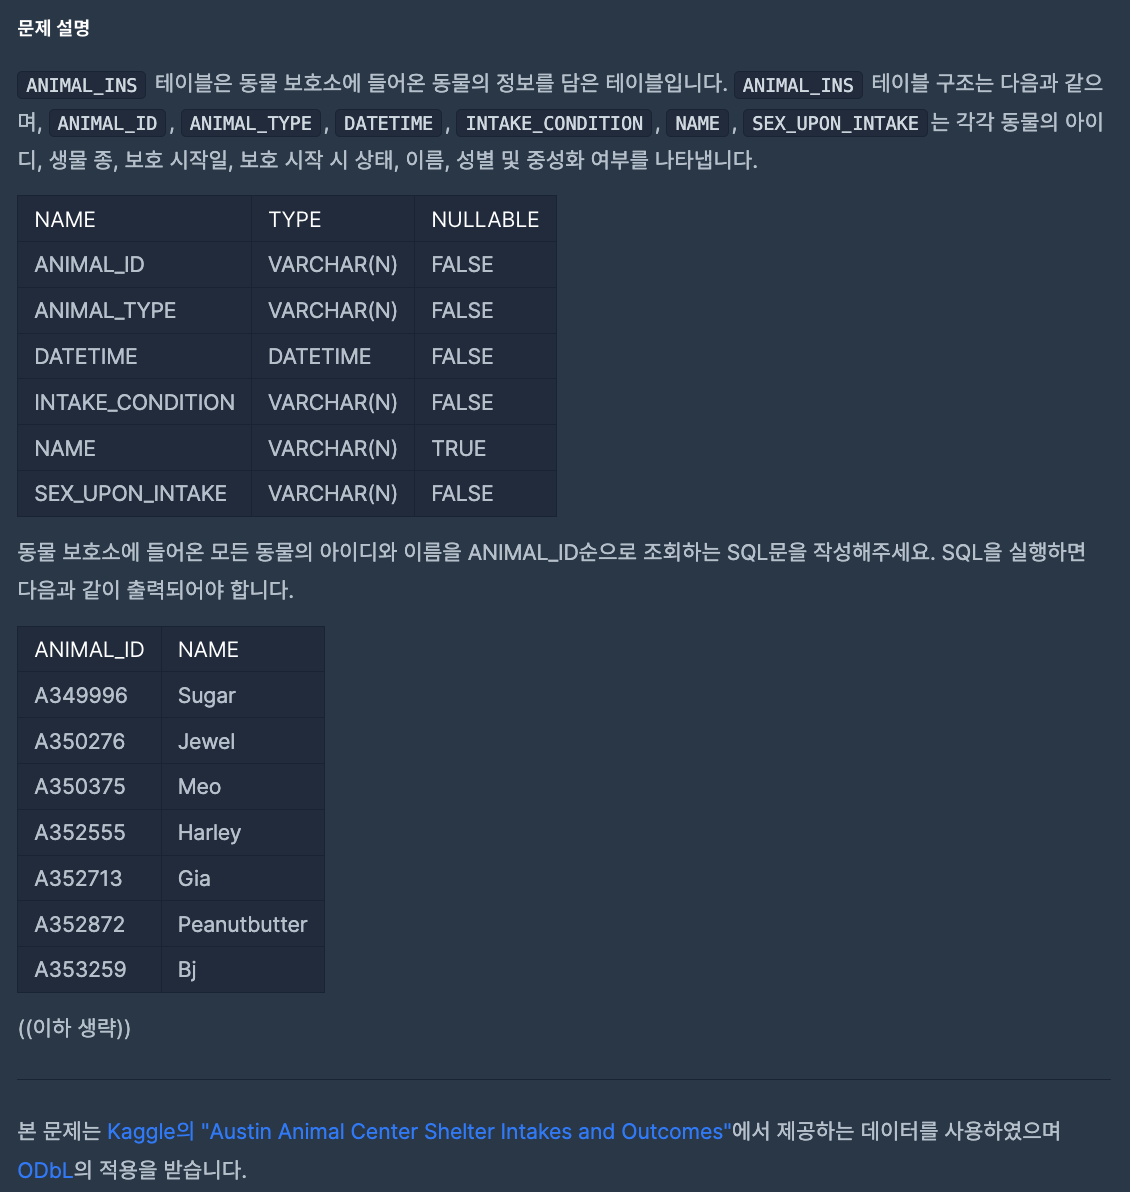 문제 설명
ANIMAL_INS 테이블은 동물 보호소에 들어온 동물의 정보를 담은 테이블입니다. ANIMAL_INS 테이블 구조는 다음과 같으
며, ANIMAL_ID, ANIMAL_TYPE, DATETIME, INTAKE_CONDITION, NAME, SEX_UPON_INTAKE는 각각 동물의 아이
디, 생물 종, 보호 시작일, 보호 시작 시 상태, 이름, 성별 및 중성화 여부를 나타냅니다.
NAME TYPE NULLABLE
ANIMAL_ID VARCHAR(N) FALSE
ANIMAL_TYPE VARCHAR(N) FALSE
DATETIME DATETIME FALSE
INTAKE_CONDITION VARCHAR(N) FALSE
NAME VARCHAR(N) TRUE
SEX_UPON_INTAKE VARCHAR(N) FALSE
동물 보호소에 들어온 모든 동물의 아이디와 이름을 ANIMAL_ID순으로 조회하는 SQL문을 작성해주세요. SQL을 실행하면
다음과 같이 출력되어야 합니다.
ANIMAL_ID NAME
A349996 Sugar
A350276 Jewel
A350375 Meo
A352555 Harley
A352713 Gia
A352872 Peanutbutter
A353259 Bj
((이하 생략))
본 문제는 Kaggle의 "Austin Animal Center Shelter Intakes and Outcomes"에서 제공하는 데이터를 사용하였으며
ODbL의 적용을 받습니다.